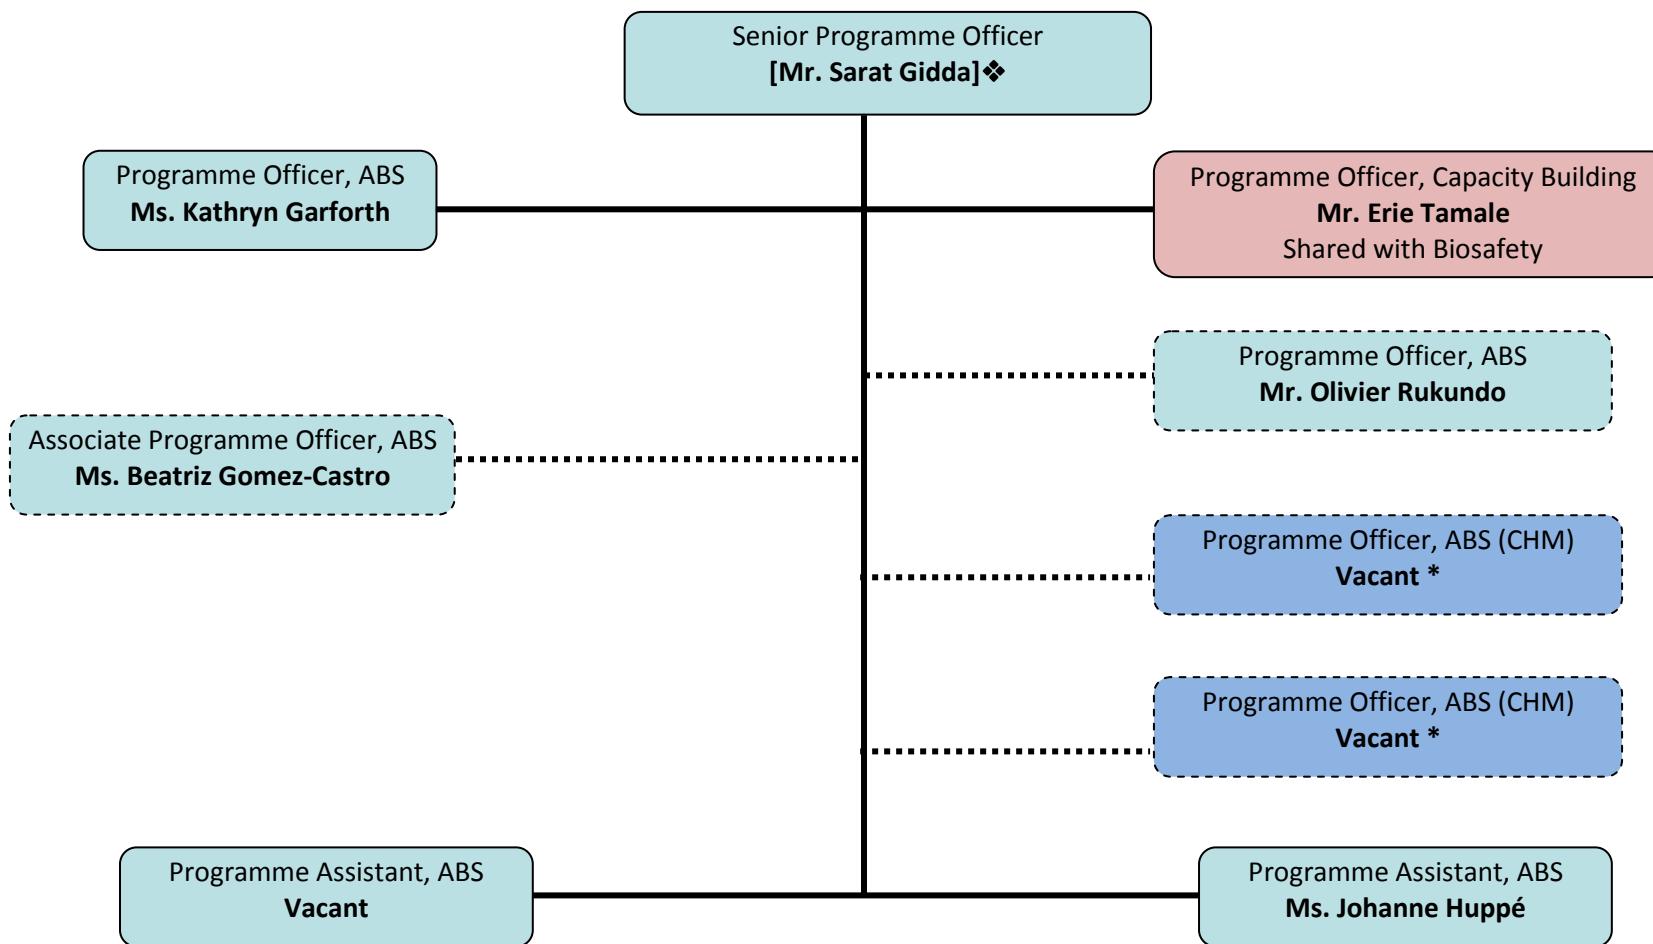 Senior Programme Officer
[Mr. Sarat Gidda]❖
Programme Officer, ABS
Ms. Kathryn Garforth
Programme Officer, Capacity Building
Mr. Erie Tamale
Shared with Biosafety
Programme Officer, ABS
Mr. Olivier Rukundo
Associate Programme Officer, ABS
Ms. Beatriz Gomez-Castro
Programme Officer, ABS (CHM)
Vacant *
Programme Officer, ABS (CHM)
Vacant *
Programme Assistant, ABS
Vacant
Programme Assistant, ABS
Ms. Johanne Huppé